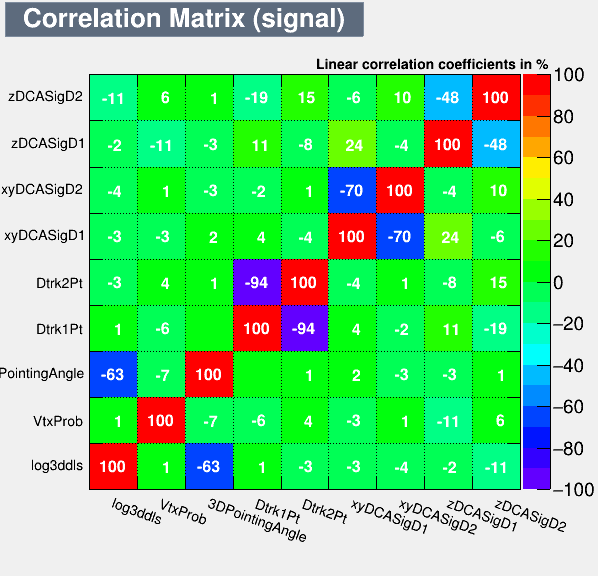 Correlation Matrix (signal)
Linear correlation coefficients in %
zDCASigD2 -11 6 1 -19 15 -6 10 -48 100
zDCASigD1 -2 -11 -3 11 -8 24 -4 100 -48
xyDCASigD2 -4 1 -3 -2 1 -70 100 -4 10
xyDCASigD1 -3 -3 2 4 -4 100 -70 24 -6
Dtrk2Pt -3 4 1 -94 100 -4 1 -8 15
Dtrk1Pt 1 -6 100 -94 4 -2 11 -19
PointingAngle -63 -7 100 1 2 -3 -3 1
VtxProb 1 100 -7 -6 4 -3 1 -11 6
log3ddls 100 1 -63 1 -3 -3 -4 -2 -11
log3ddls VtxProb 3DPointingAngle Dtrk1Pt Dtrk2Pt xyDCASigD1 xyDCASigD2 zDCASigD1 zDCASigD2
100
80
60
40
20
0
−20
−40
−60
−80
−100